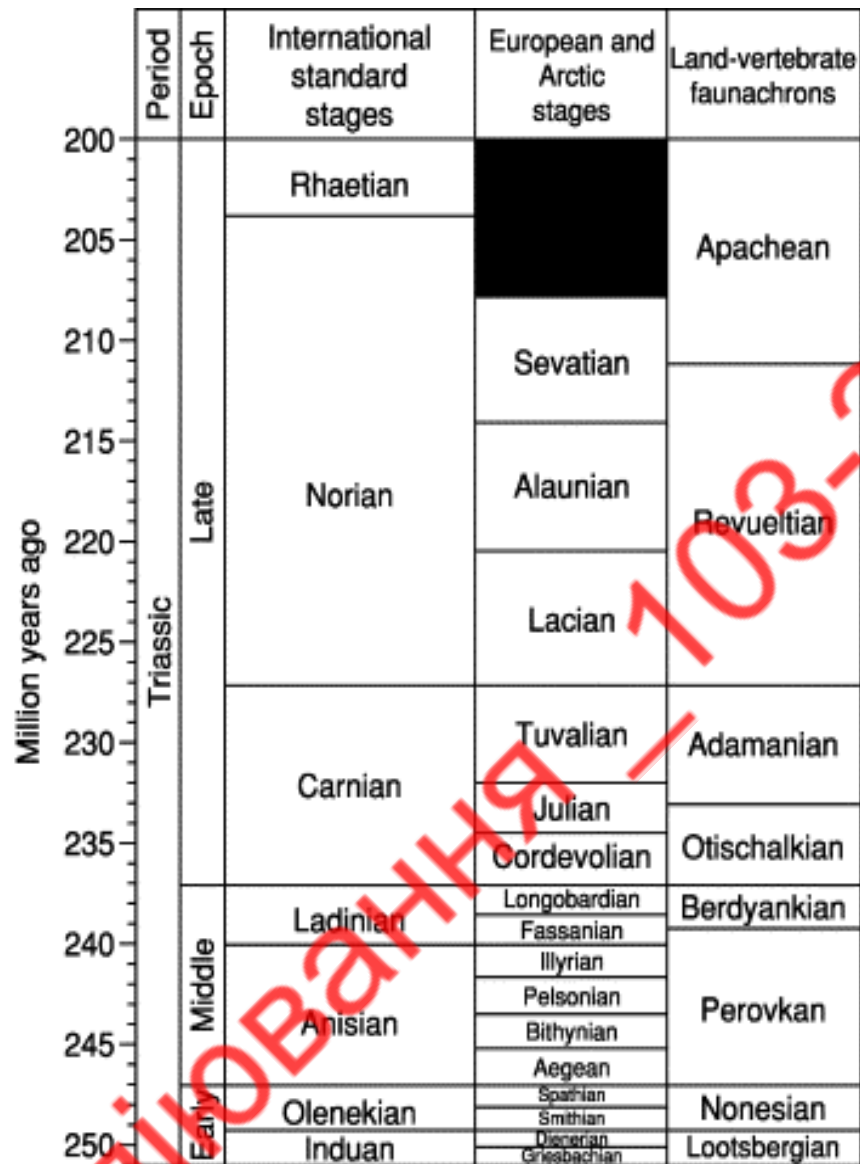 Period
Epoch
International
standard
stages
European and
Arctic
stages
Land-vertebrate
faunachrons
Million years ago
200
205
210
215
220
225
230
235
240
245
250
Triassic
Late
Middle
Early
Rhaetian
Norian
Carnian
Ladinian
Anisian
Olenekian
Induan
Sevatian
Alaunian
Lacian
Tuvalian
Julian
Cordevolian
Longobardian
Fassanian
Illyrian
Pelsonian
Bithynian
Aegean
Spathian
Smithian
Dienerian
Griesbachian
Apachean
Revueltian
Adamanian
Otischalkian
Berdyankian
Perovkan
Nonesian
Lootsbergian